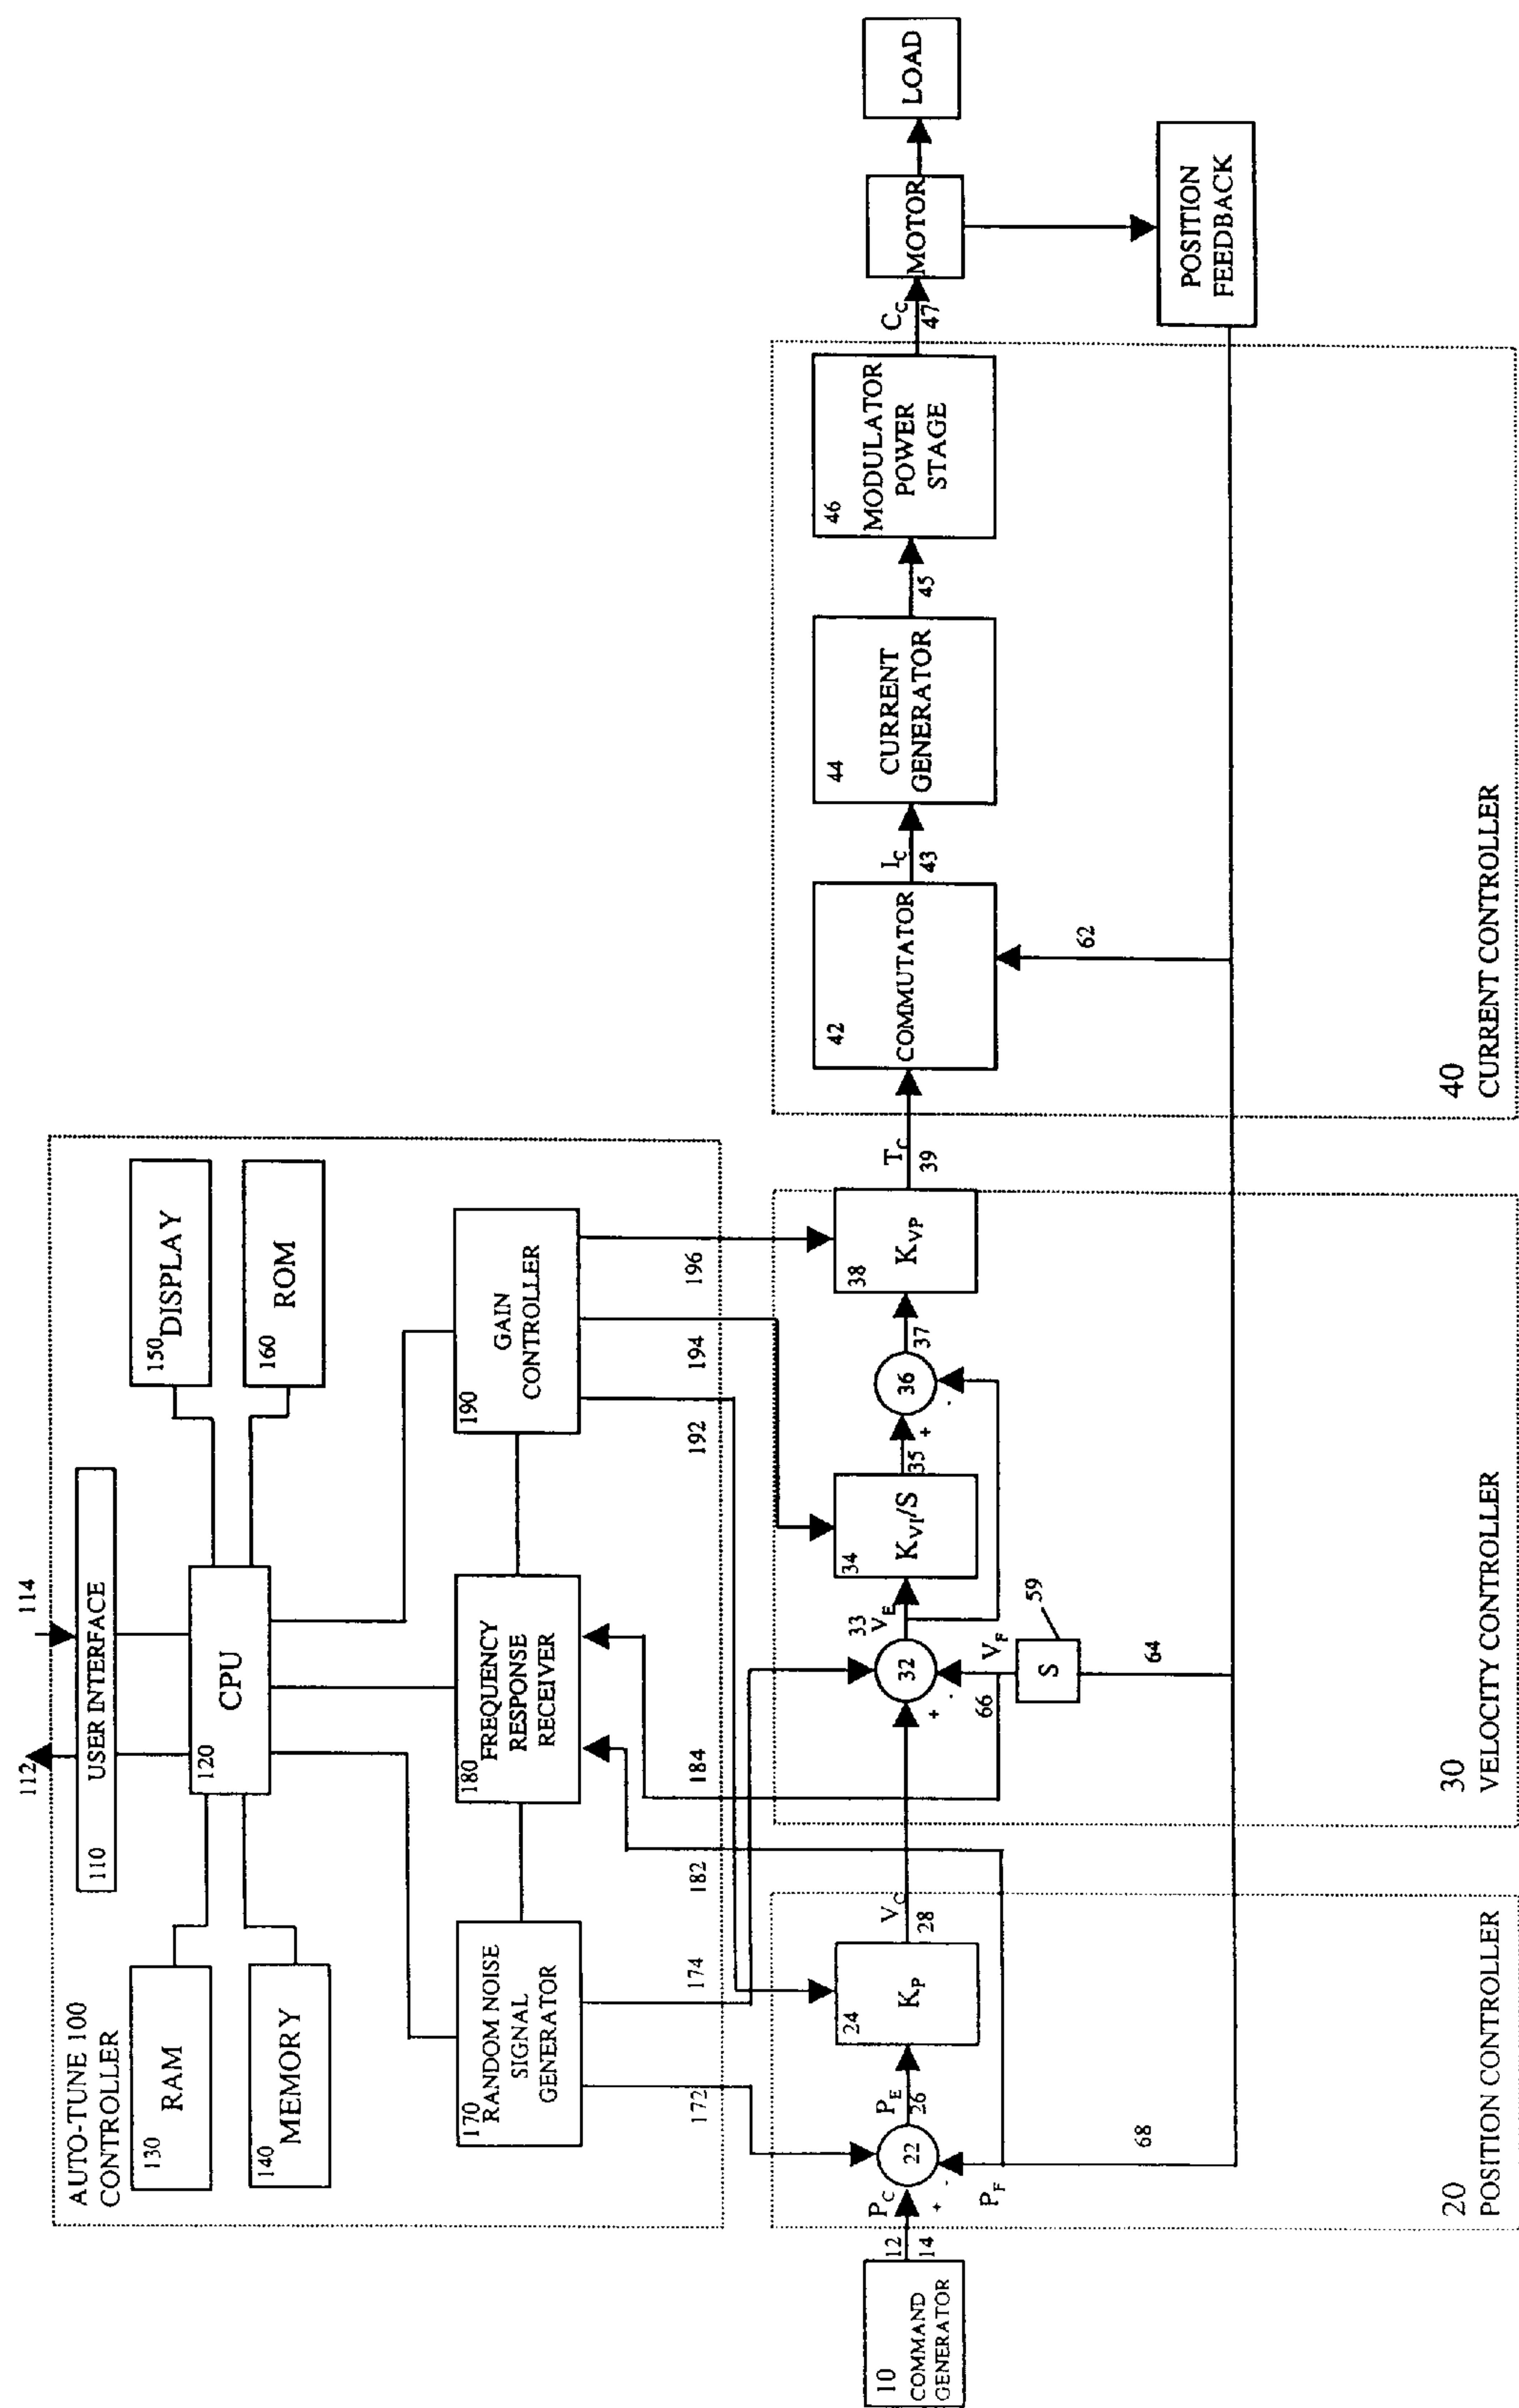 AUTO-TUNE 100
CONTROLLER
112
114
110
USER INTERFACE
130
RAM
140
MEMORY
120
CPU
150
DISPLAY
160
ROM
170
RANDOM NOISE
SIGNAL
GENERATOR
180
FREQUENCY
RESPONSE
RECEIVER
190
GAIN
CONTROLLER
172
174
182
184
192
194
196
10
COMMAND
GENERATOR
12
14
P_C
+
-
22
P_F
P_E
26
24
K_P
V_C
28
68
20
POSITION CONTROLLER
+
-
32
33
V_E
66
V_F
S
59
64
34
K_VI/S
35
+
-
36
37
38
K_VP
30
VELOCITY CONTROLLER
T_C
39
42
COMMUTATOR
62
I_C
43
44
CURRENT
GENERATOR
45
46
MODULATOR
POWER
STAGE
C_C
47
40
CURRENT CONTROLLER
MOTOR
LOAD
POSITION
FEEDBACK